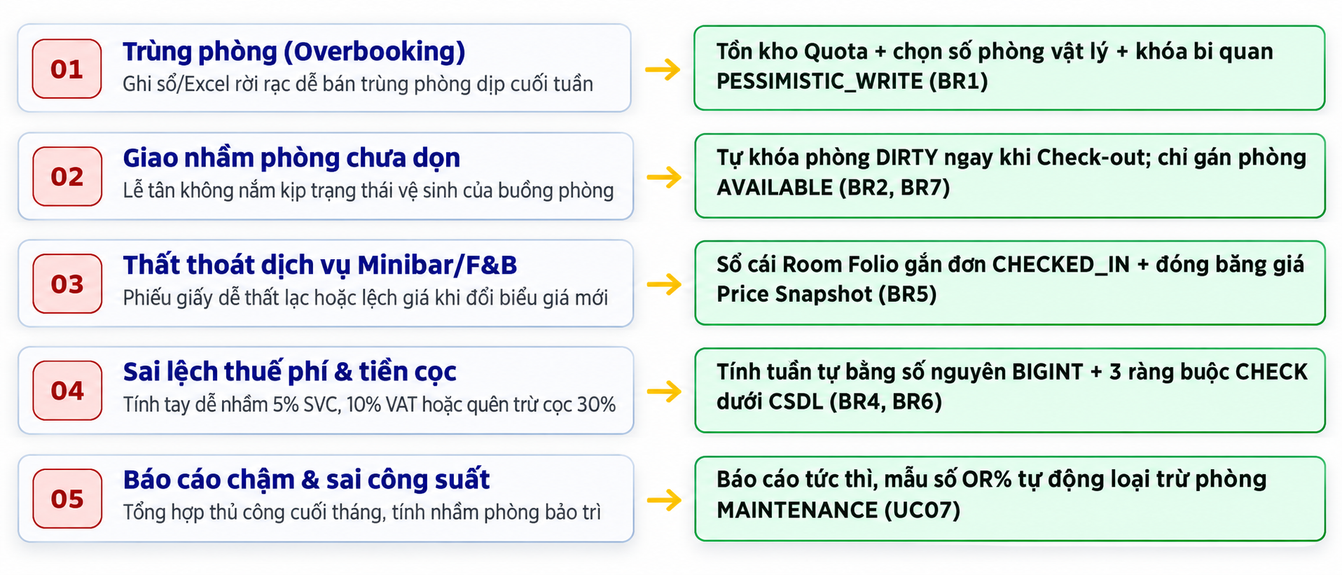 01
Trùng phòng (Overbooking)
Ghi sổ/Excel rời rạc dễ bán trùng phòng dịp cuối tuần
Tồn kho Quota + chọn số phòng vật lý + khóa bi quan
PESSIMISTIC_WRITE (BR1)
02
Giao nhầm phòng chưa dọn
Lễ tân không nắm kịp trạng thái vệ sinh của buồng phòng
Tự khóa phòng DIRTY ngay khi Check-out; chỉ gán phòng
AVAILABLE (BR2, BR7)
03
Thất thoát dịch vụ Minibar/F&B
Phiếu giấy dễ thất lạc hoặc lệch giá khi đổi biểu giá mới
Sổ cái Room Folio gắn đơn CHECKED_IN + đóng băng giá
Price Snapshot (BR5)
04
Sai lệch thuế phí & tiền cọc
Tính tay dễ nhầm 5% SVC, 10% VAT hoặc quên trừ cọc 30%
Tính tuần tự bằng số nguyên BIGINT + 3 ràng buộc CHECK
dưới CSDL (BR4, BR6)
05
Báo cáo chậm & sai công suất
Tổng hợp thủ công cuối tháng, tính nhầm phòng bảo trì
Báo cáo tức thì, mẫu số OR% tự động loại trừ phòng
MAINTENANCE (UC07)